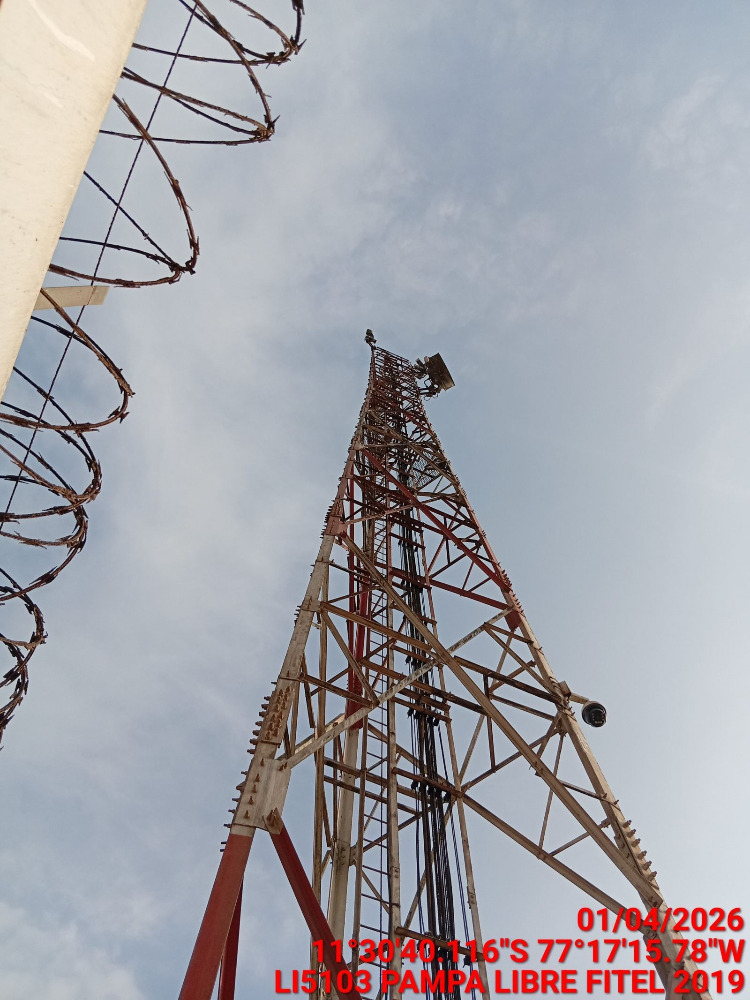 01/04/2026
11°30'40.116"S 77°17'15.78"W
LI5103 PAMPA LIBRE FITEL 2019